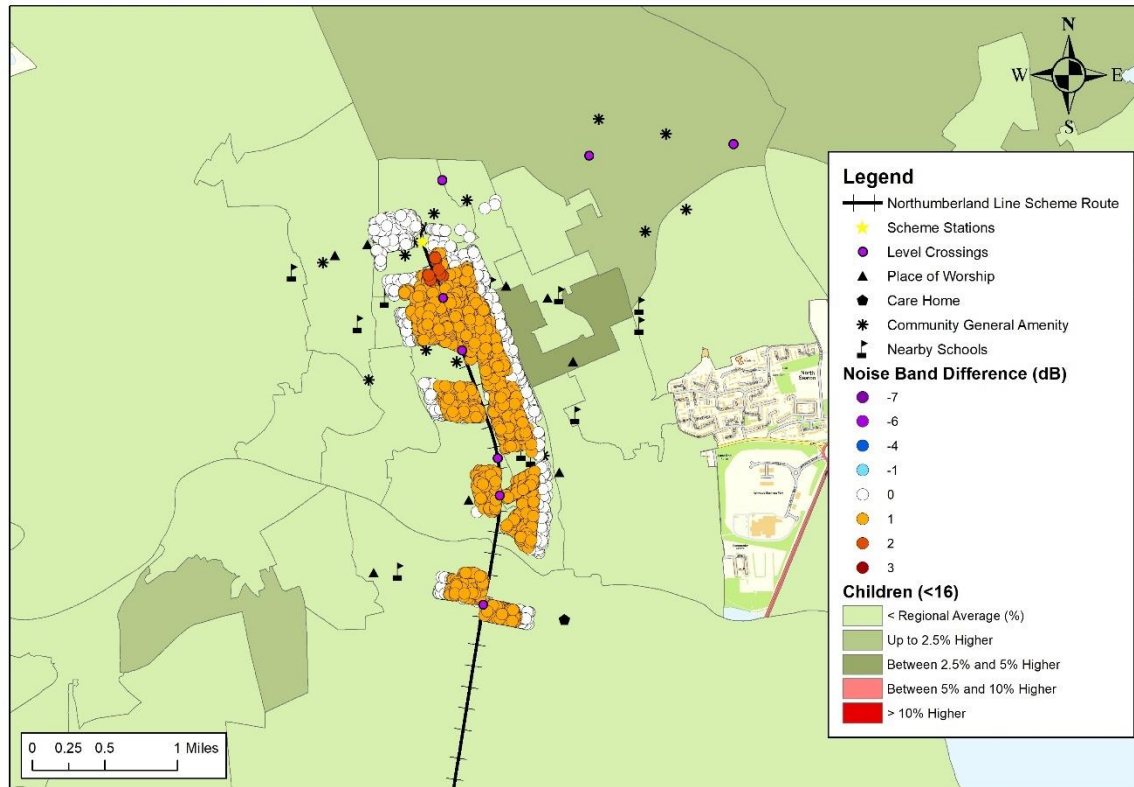 N
W
E
S
Legend
Northumberland Line Scheme Route
Scheme Stations
Level Crossings
Place of Worship
Care Home
Community General Amenity
Nearby Schools
Noise Band Difference (dB)
-7
-6
-4
-1
0
1
2
3
Children (<16)
< Regional Average (%)
Up to 2.5% Higher
Between 2.5% and 5% Higher
Between 5% and 10% Higher
> 10% Higher
North
Seaton
0 0.25 0.5 1 Miles